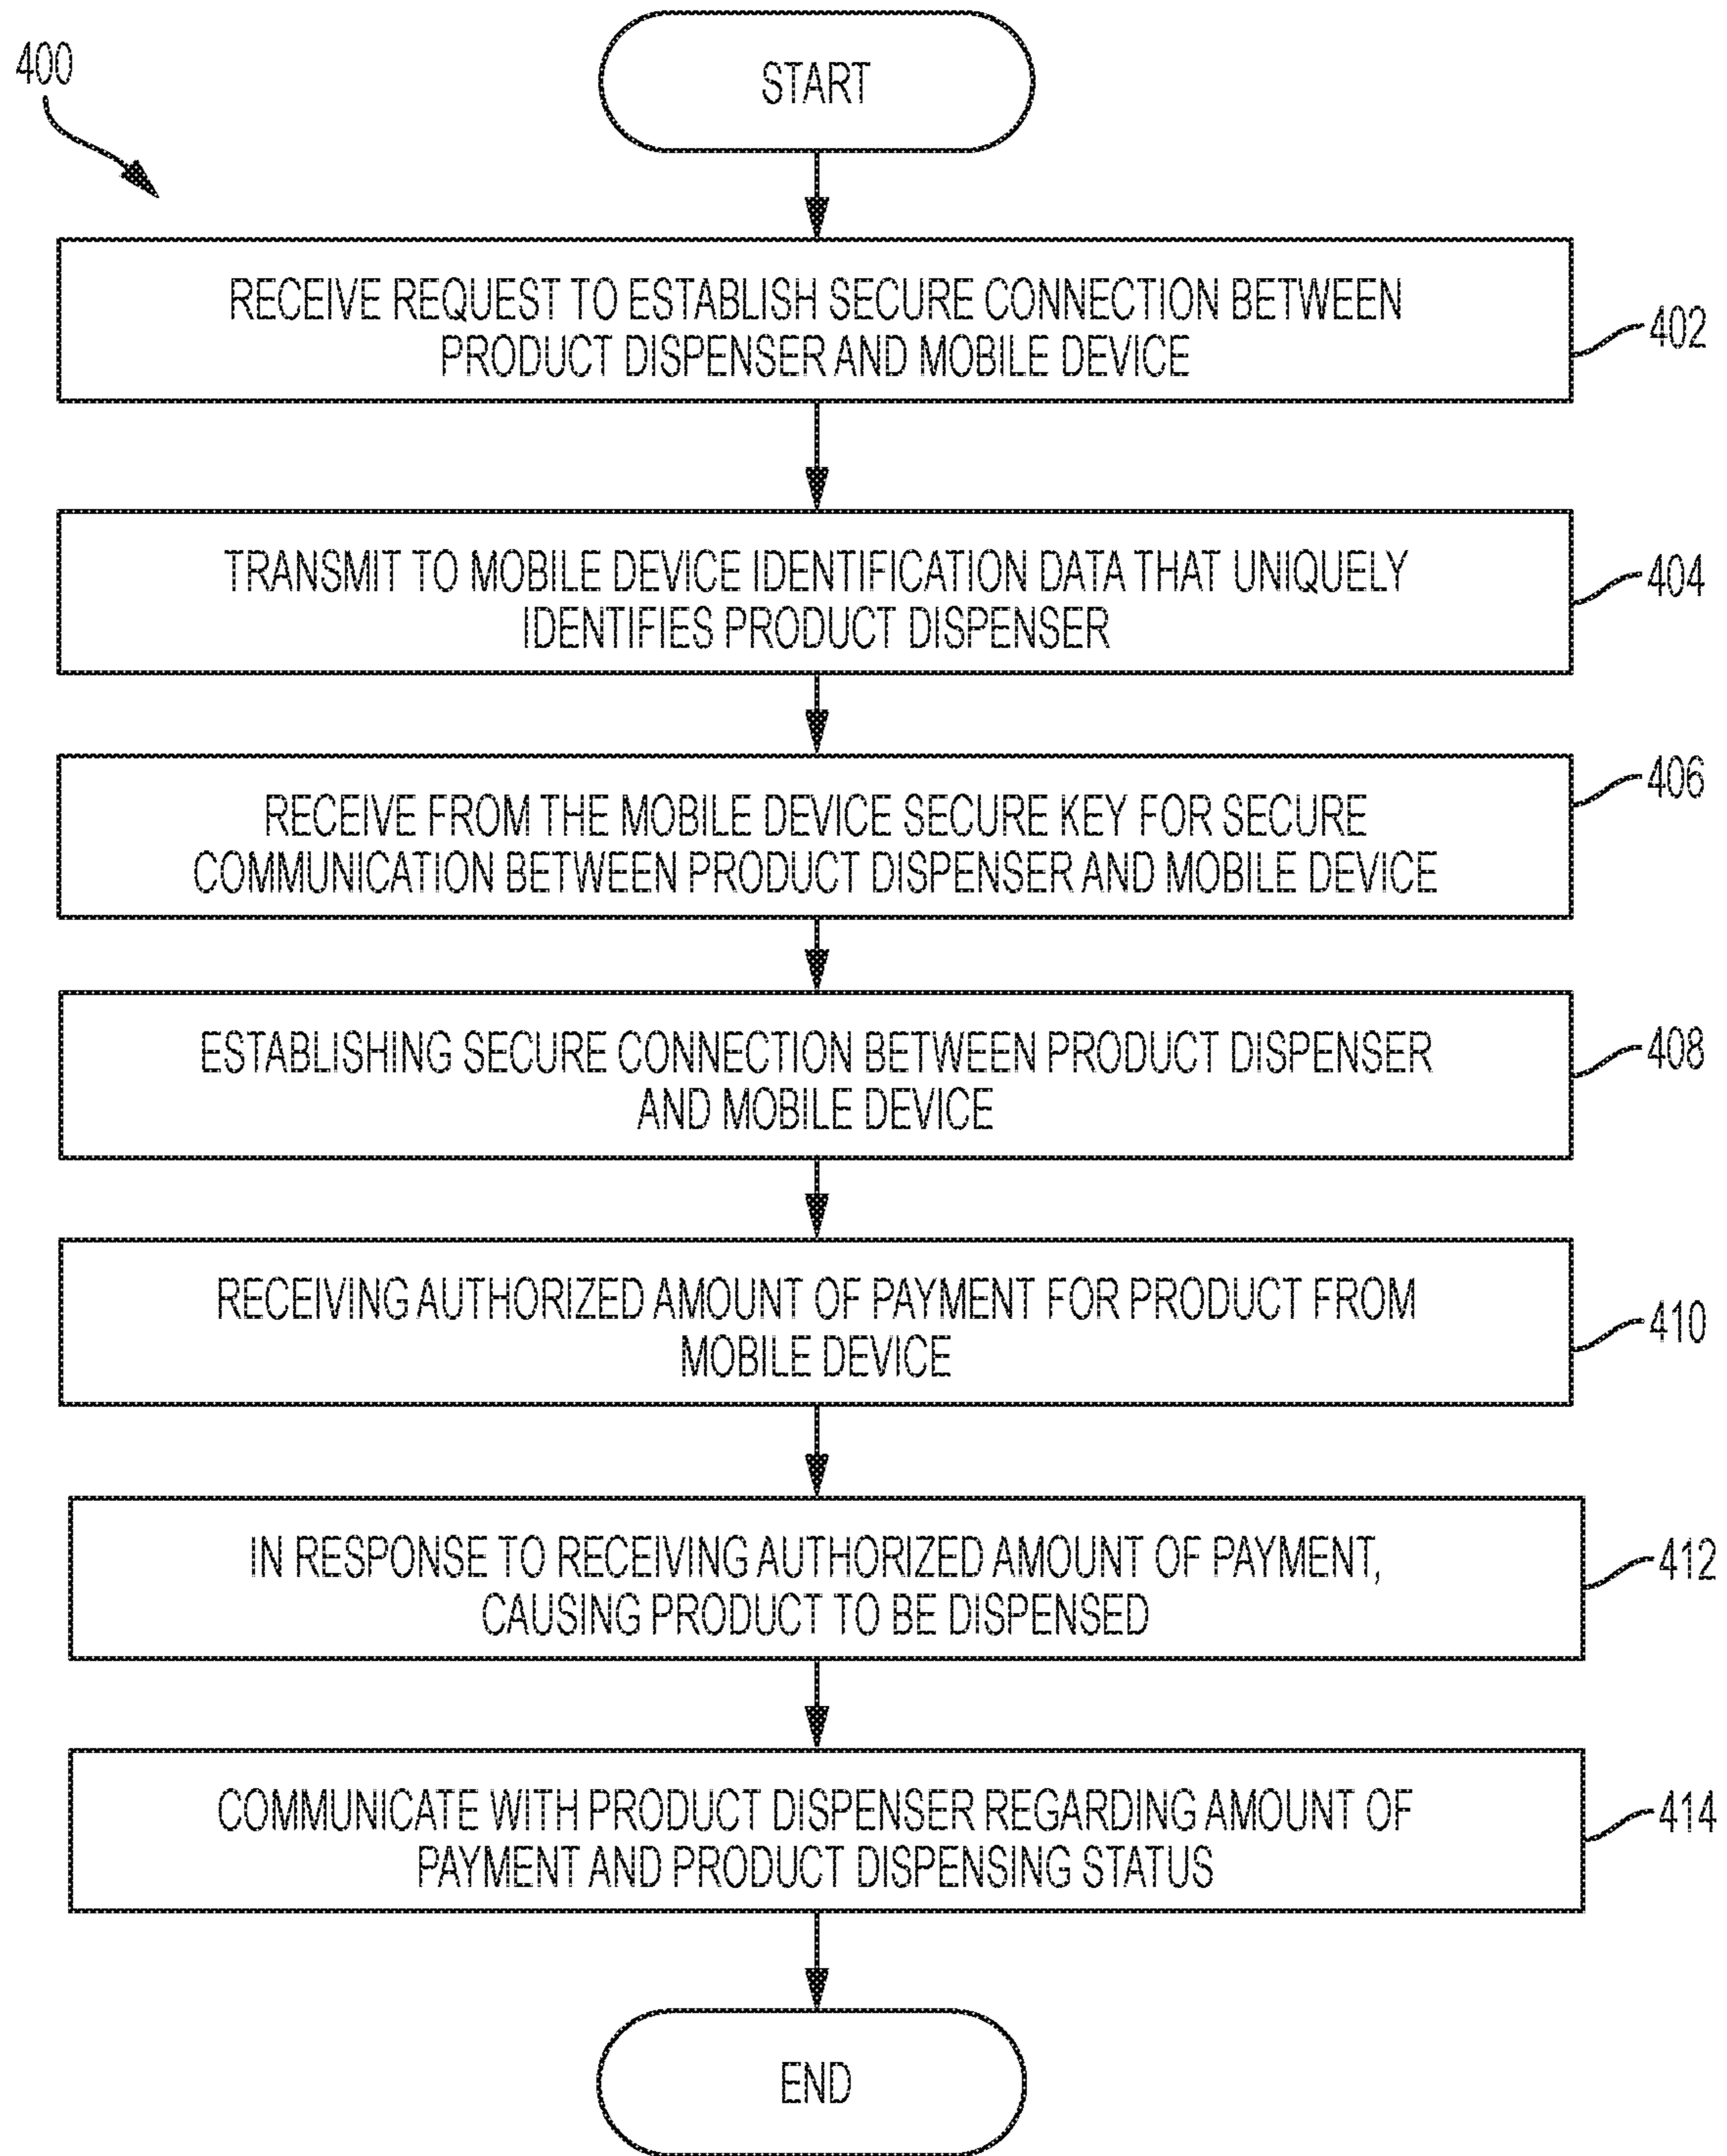 400
START
RECEIVE REQUEST TO ESTABLISH SECURE CONNECTION BETWEEN
PRODUCT DISPENSER AND MOBILE DEVICE
402
TRANSMIT TO MOBILE DEVICE IDENTIFICATION DATA THAT UNIQUELY
IDENTIFIES PRODUCT DISPENSER
404
RECEIVE FROM THE MOBILE DEVICE SECURE KEY FOR SECURE
COMMUNICATION BETWEEN PRODUCT DISPENSER AND MOBILE DEVICE
406
ESTABLISHING SECURE CONNECTION BETWEEN PRODUCT DISPENSER
AND MOBILE DEVICE
408
RECEIVING AUTHORIZED AMOUNT OF PAYMENT FOR PRODUCT FROM
MOBILE DEVICE
410
IN RESPONSE TO RECEIVING AUTHORIZED AMOUNT OF PAYMENT,
CAUSING PRODUCT TO BE DISPENSED
412
COMMUNICATE WITH PRODUCT DISPENSER REGARDING AMOUNT OF
PAYMENT AND PRODUCT DISPENSING STATUS
414
END